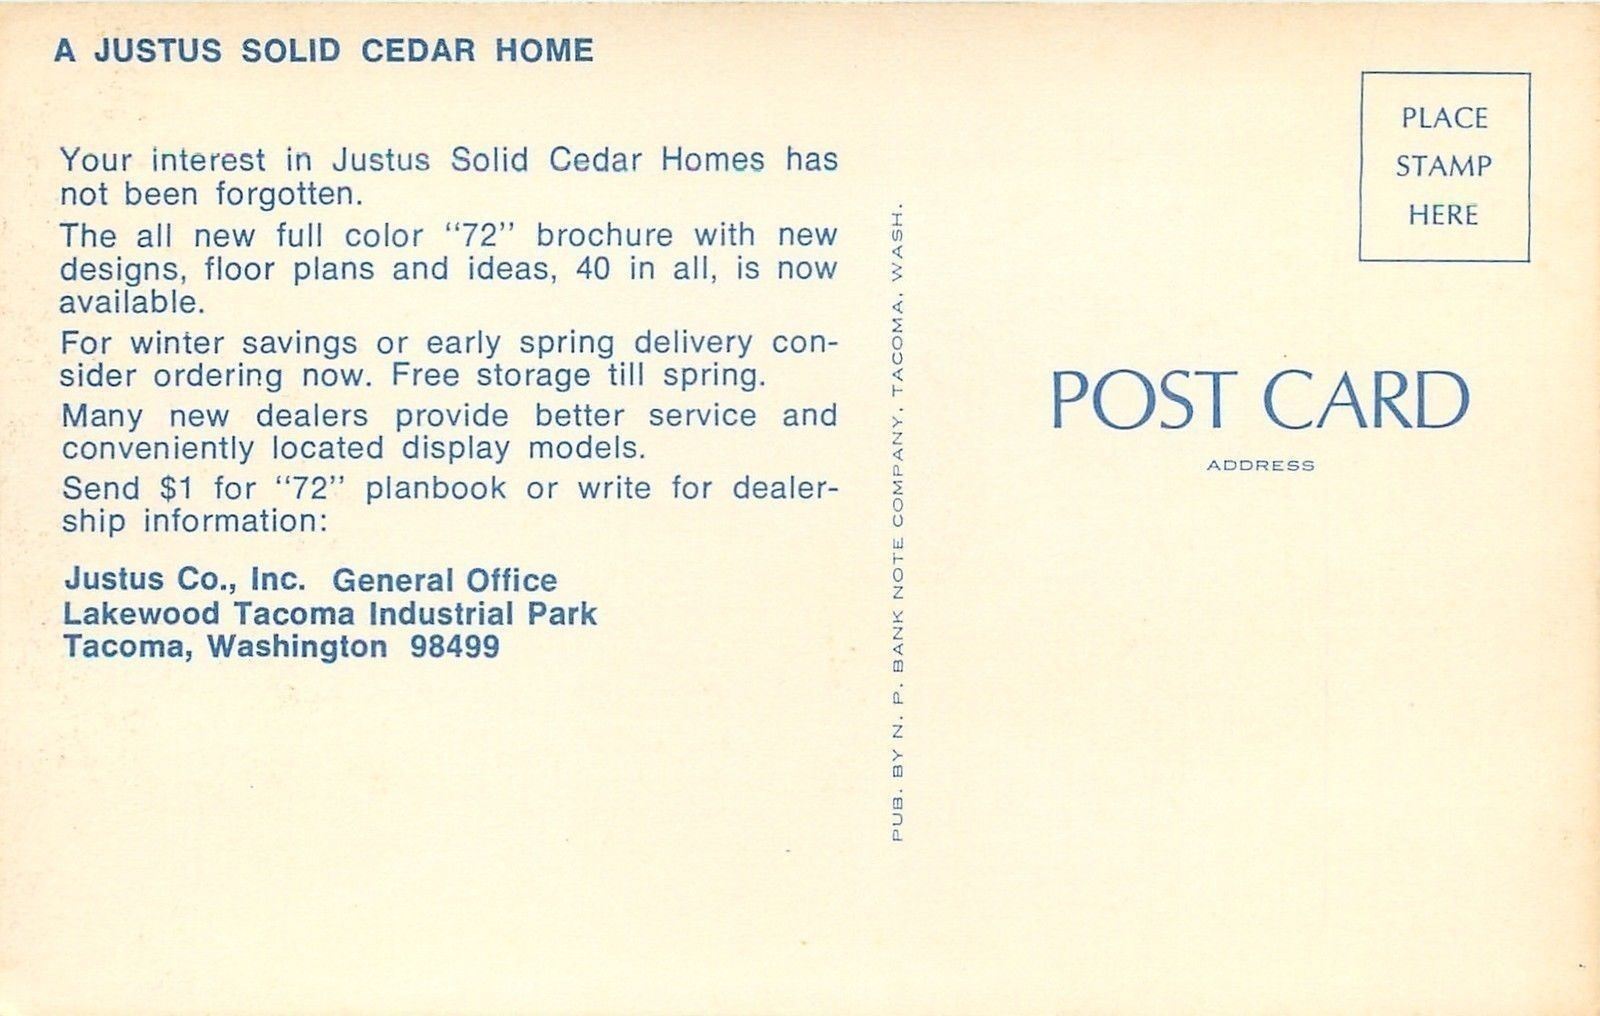 A JUSTUS SOLID CEDAR HOME
Your interest in Justus Solid Cedar Homes has
not been forgotten.
The all new full color "72" brochure with new
designs, floor plans and ideas, 40 in all, is now
available.
For winter savings or early spring delivery con-
sider ordering now. Free storage till spring.
Many new dealers provide better service and
conveniently located display models.
Send $1 for "72" planbook or write for dealer-
ship information:
Justus Co., Inc. General Office
Lakewood Tacoma Industrial Park
Tacoma, Washington 98499
PUB. BY N. P. BANK NOTE COMPANY, TACOMA, WASH.
PLACE
STAMP
HERE
POST CARD
ADDRESS